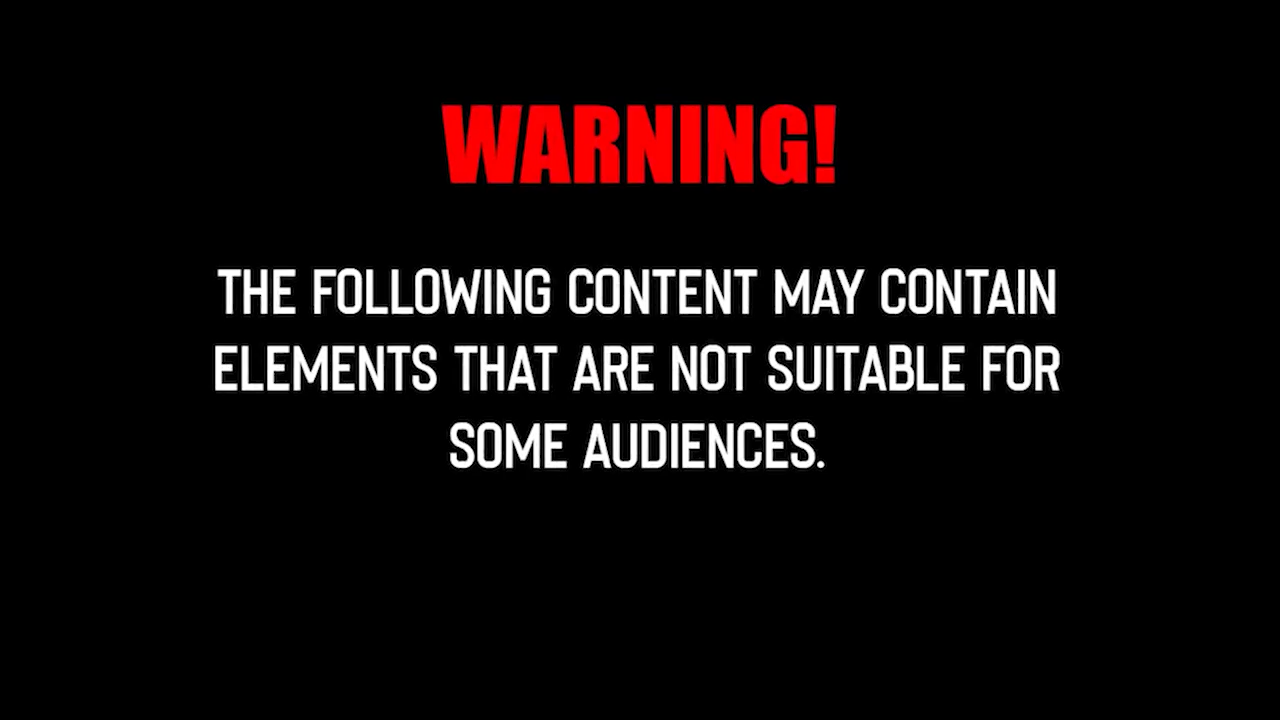 WARNING!
THE FOLLOWING CONTENT MAY CONTAIN
ELEMENTS THAT ARE NOT SUITABLE FOR
SOME AUDIENCES.